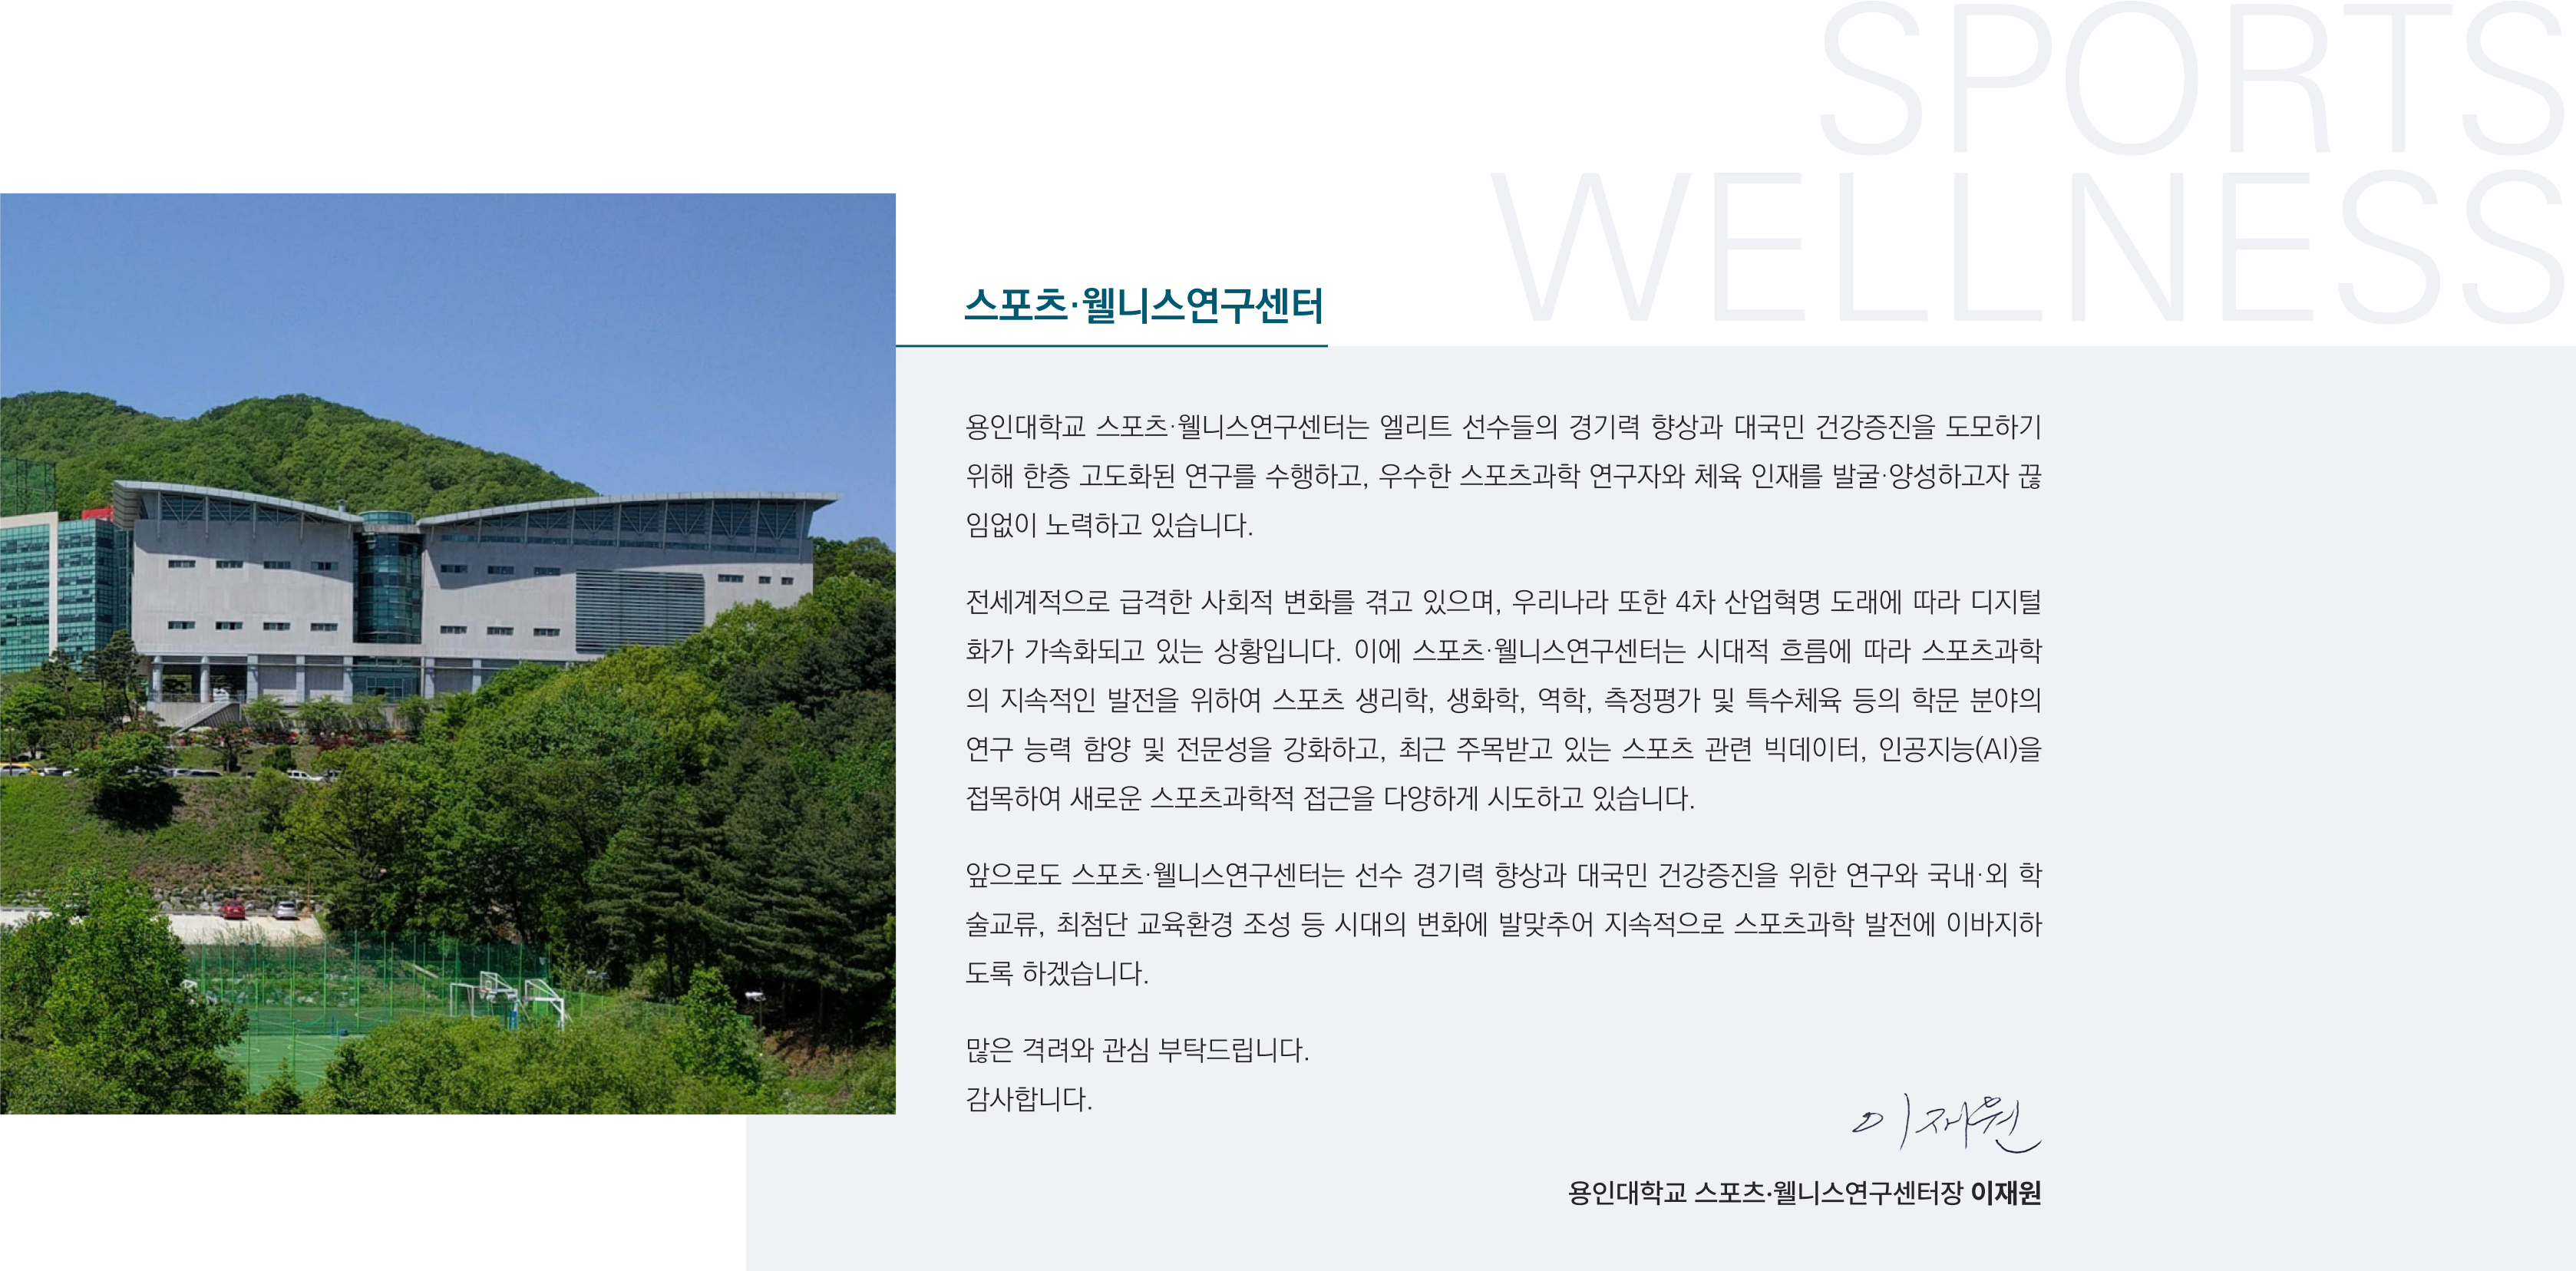 SPORTS
WELLNESS
스포츠·웰니스연구센터
용인대학교 스포츠·웰니스연구센터는 엘리트 선수들의 경기력 향상과 대국민 건강증진을 도모하기
위해 한층 고도화된 연구를 수행하고, 우수한 스포츠과학 연구자와 체육 인재를 발굴·양성하고자 끊
임없이 노력하고 있습니다.
전세계적으로 급격한 사회적 변화를 겪고 있으며, 우리나라 또한 4차 산업혁명 도래에 따라 디지털
화가 가속화되고 있는 상황입니다. 이에 스포츠·웰니스연구센터는 시대적 흐름에 따라 스포츠과학
의 지속적인 발전을 위하여 스포츠 생리학, 생화학, 역학, 측정평가 및 특수체육 등의 학문 분야의
연구 능력 함양 및 전문성을 강화하고, 최근 주목받고 있는 스포츠 관련 빅데이터, 인공지능(AI)을
접목하여 새로운 스포츠과학적 접근을 다양하게 시도하고 있습니다.
앞으로도 스포츠·웰니스연구센터는 선수 경기력 향상과 대국민 건강증진을 위한 연구와 국내·외 학
술교류, 최첨단 교육환경 조성 등 시대의 변화에 발맞추어 지속적으로 스포츠과학 발전에 이바지하
도록 하겠습니다.
많은 격려와 관심 부탁드립니다.
감사합니다.
이재원
용인대학교 스포츠·웰니스연구센터장 이재원